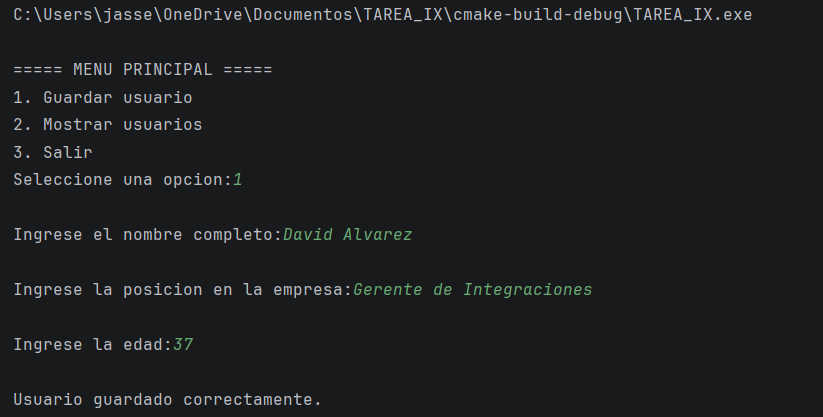 C:\Users\jasse\OneDrive\Documentos\TAREA_IX\cmake-build-debug\TAREA_IX.exe
===== MENU PRINCIPAL =====
1. Guardar usuario
2. Mostrar usuarios
3. Salir
Seleccione una opcion:1
Ingrese el nombre completo:David Alvarez
Ingrese la posicion en la empresa:Gerente de Integraciones
Ingrese la edad:37
Usuario guardado correctamente.